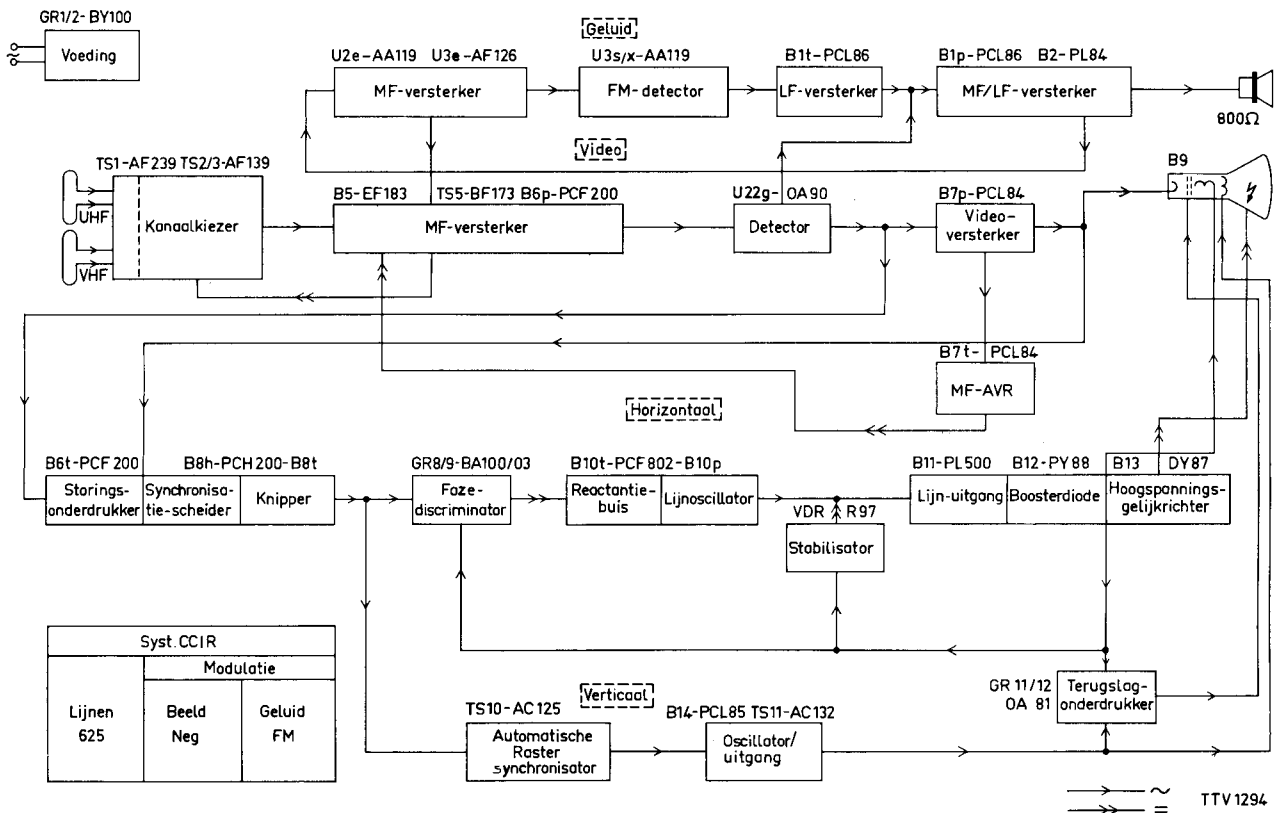 GR1/2-BY100
Voeding
Geluid
U2e-AA119 U3e-AF126
MF-versterker
U3s/x-AA119
FM-detector
B1t-PCL86
LF-versterker
B1p-PCL86 B2-PL84
MF/LF-versterker
800Ω
Video
TS1-AF239 TS2/3-AF139
UHF
VHF
Kanaalkiezer
B5-EF183 TS5-BF173 B6p-PCF200
MF-versterker
U22g-OA90
Detector
B7p-PCL84
Video-
versterker
B9
B7t-PCL84
MF-AVR
Horizontaal
B6t-PCF200
Storings-
onderdrukker
B8h-PCH200-B8t
Synchronisa-
tie-scheider
Knipper
GR8/9-BA100/03
Faze-
discriminator
B10t-PCF802-B10p
Reactantie-
buis
Lijnoscillator
VDR R97
Stabilisator
B11-PL500 B12-PY88 B13 DY87
Lijn-uitgang
Boosterdiode
Hoogspannings-
gelijkrichter
Syst.CCIR
Modulatie
Lijnen
625
Beeld
Neg
Geluid
FM
Verticaal
TS10-AC125
Automatische
Raster
synchronisator
B14-PCL85 TS11-AC132
Oscillator/
uitgang
GR 11/12
OA 81
Terugslag-
onderdrukker
~
=
TTV1294